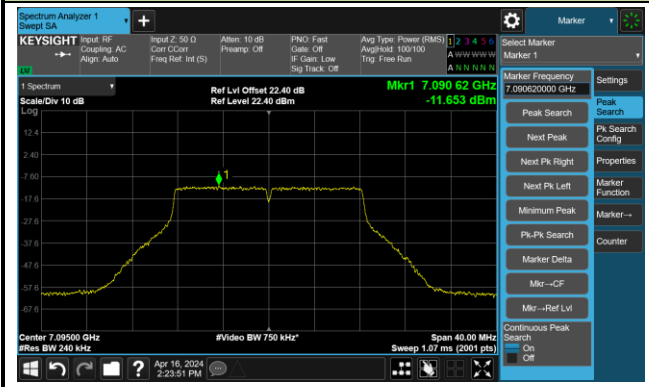 Spectrum Analyzer 1
Swept SA
+
Marker
KEYSIGHT
Input: RF
Coupling: AC
Align: Auto
Input Z: 50 Ω
Corr CCorr
Freq Ref: Int (S)
Atten: 10 dB
Preamp: Off
PNO: Fast
Gate: Off
IF Gain: Low
Sig Track: Off
Avg Type: Power (RMS)
Avg|Hold: 100/100
Trig: Free Run
1 2 3 4 5 6
A W W W W W
A N N N N N
Select Marker
Marker 1
1 Spectrum
Scale/Div 10 dB
Ref Lvl Offset 22.40 dB
Ref Level 22.40 dBm
Mkr1 7.090 62 GHz
-11.653 dBm
Log
12.4
2.40
-7.60
-17.6
-27.6
-37.6
-47.6
-57.6
-67.6
1
Center 7.09500 GHz
#Res BW 240 kHz
#Video BW 750 kHz*
Span 40.00 MHz
Sweep 1.07 ms (2001 pts)
Marker Frequency
7.090620000 GHz
Peak Search
Next Peak
Next Pk Right
Next Pk Left
Minimum Peak
Pk-Pk Search
Marker Delta
Mkr→CF
Mkr→Ref Lvl
Continuous Peak
Search
On
Off
Settings
Peak
Search
Pk Search
Config
Properties
Marker
Function
Marker→
Counter
?
Apr 16, 2024
2:23:51 PM